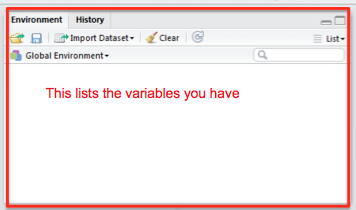 Environment History
Import Dataset Clear List
Global Environment
This lists the variables you have